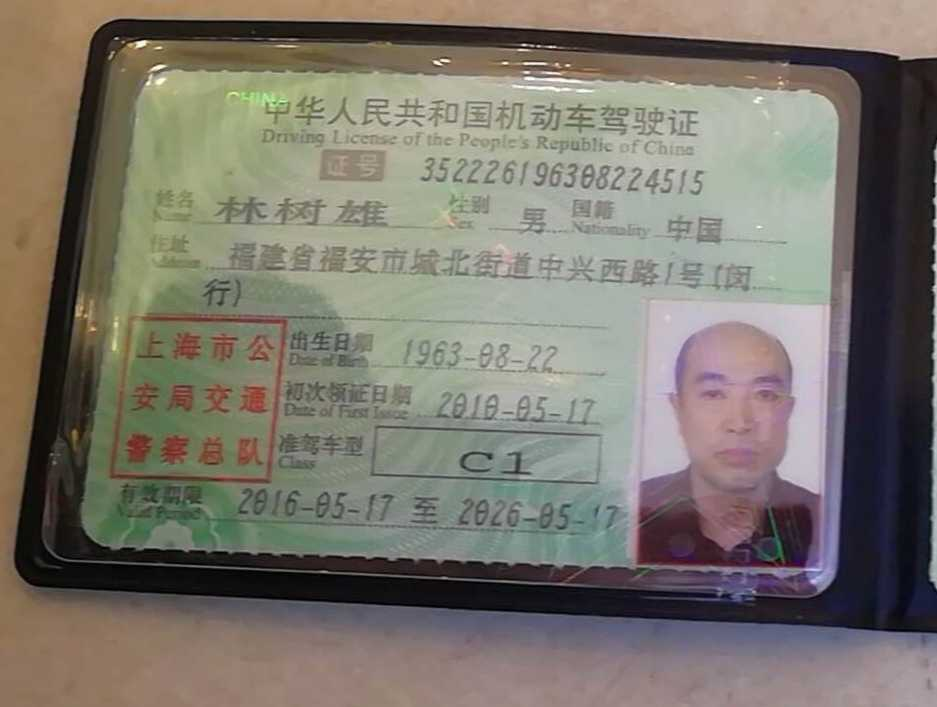 CHINA
中华人民共和国机动车驾驶证
Driving License of the People's Republic of China
证号 352226196308224515
姓名 林树雄 性别 男 国籍 中国
Name Sex Nationality
住址 福建省福安市城北街道中兴西路1号(闵
Address
行)
上海市公
安局交通
警察总队
出生日期 1963-08-22
Date of Birth
初次领证日期 2010-05-17
Date of First Issue
准驾车型 C1
Class
有效期限 2016-05-17 至 2026-05-17
Valid Period